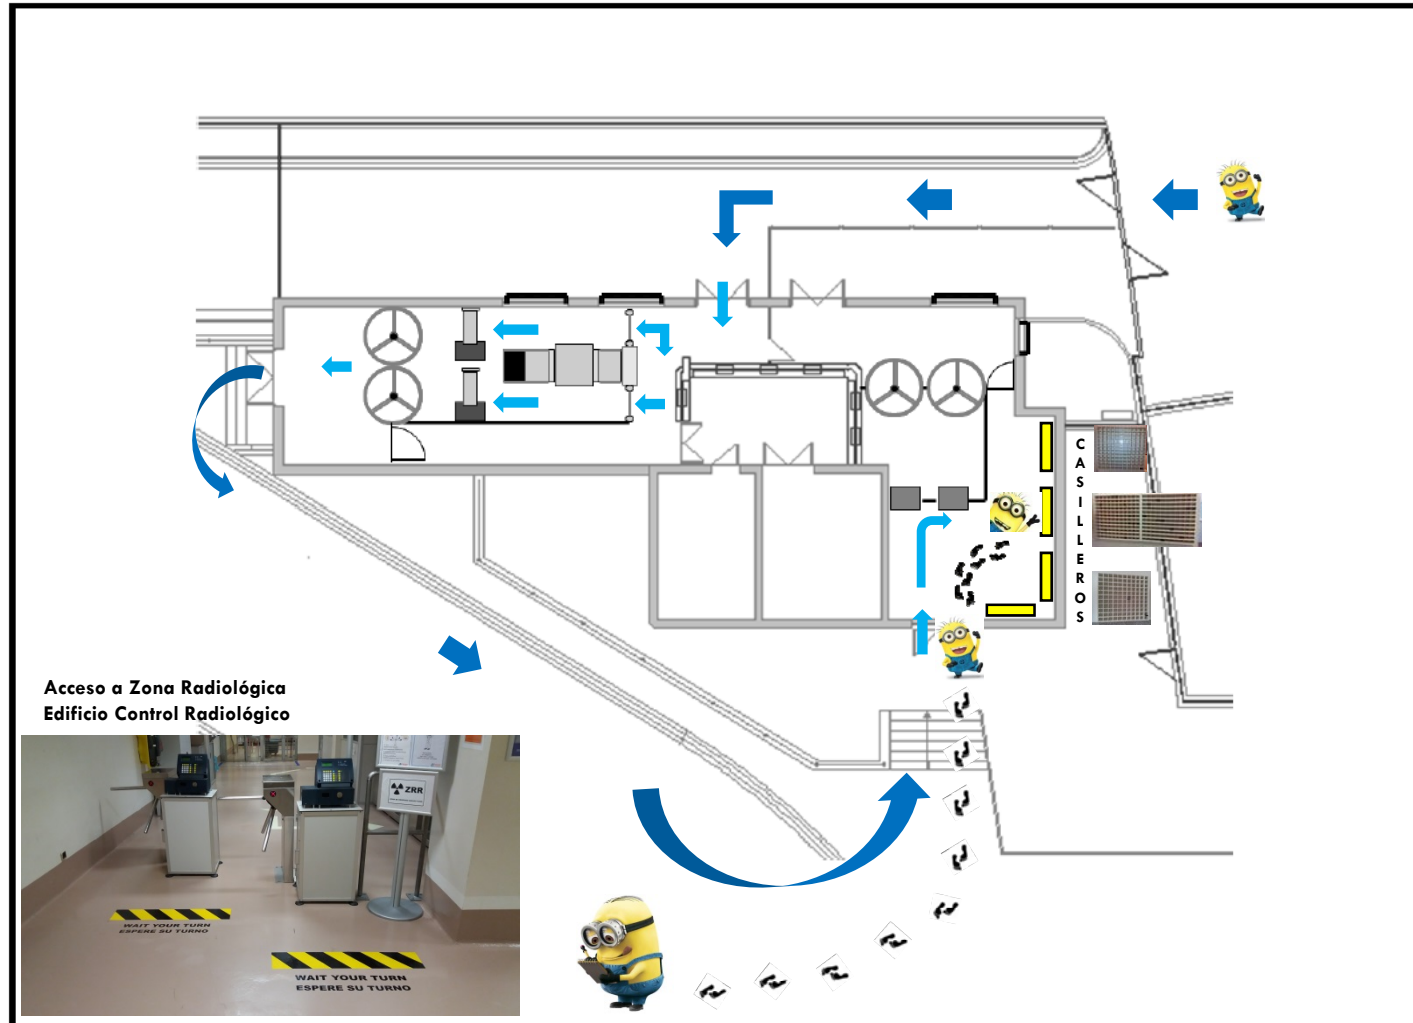 CASILLEROS
Acceso a Zona Radiológica
Edificio Control Radiológico
ZRR
WAIT YOUR TURN
ESPERE SU TURNO
WAIT YOUR TURN
ESPERE SU TURNO